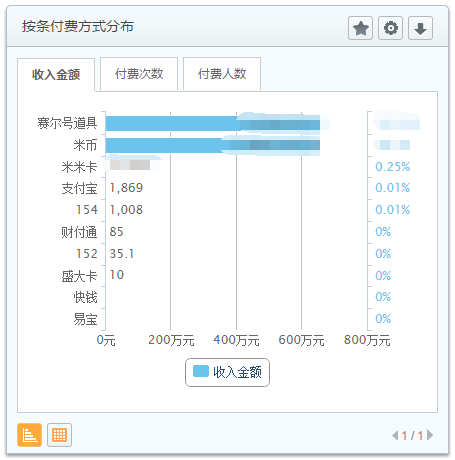 按条付费方式分布
收入金额 付费次数 付费人数
赛尔号道具
米币
米米卡 0.25%
支付宝 1,869 0.01%
154 1,008 0.01%
财付通 85 0%
152 35.1 0%
盛大卡 10 0%
快钱 0%
易宝 0%
0元 200万元 400万元 600万元 800万元
收入金额
1 / 1